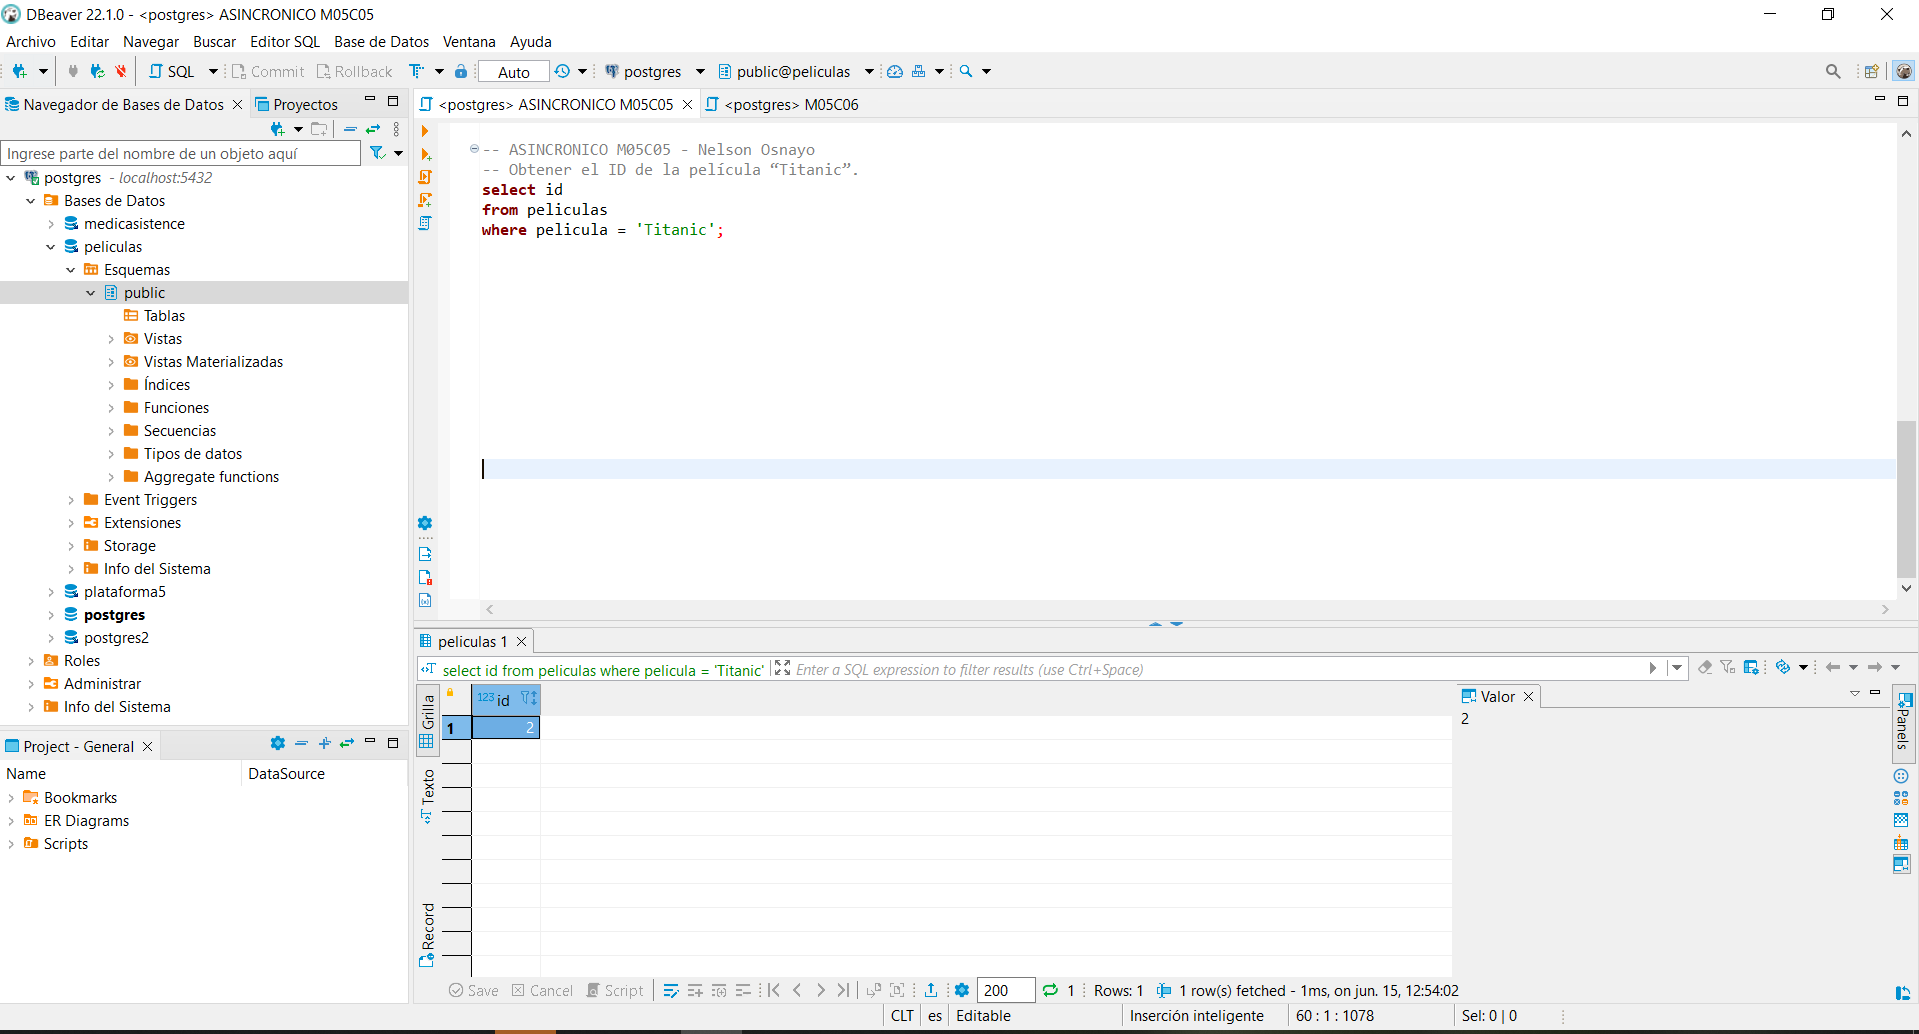 DBeaver 22.1.0 - <postgres> ASINCRONICO M05C05
Archivo Editar Navegar Buscar Editor SQL Base de Datos Ventana Ayuda
SQL Commit Rollback Auto postgres public@peliculas
Navegador de Bases de Datos Proyectos
Ingrese parte del nombre de un objeto aquí
postgres - localhost:5432
Bases de Datos
medicasistence
peliculas
Esquemas
public
Tablas
Vistas
Vistas Materializadas
Índices
Funciones
Secuencias
Tipos de datos
Aggregate functions
Event Triggers
Extensiones
Storage
Info del Sistema
plataforma5
postgres
postgres2
Roles
Administrar
Info del Sistema
Project - General
Name DataSource
Bookmarks
ER Diagrams
Scripts
<postgres> ASINCRONICO M05C05 <postgres> M05C06
-- ASINCRONICO M05C05 - Nelson Osnayo
-- Obtener el ID de la película “Titanic”.
select id
from peliculas
where pelicula = 'Titanic';
peliculas 1
select id from peliculas where pelicula = 'Titanic' Enter a SQL expression to filter results (use Ctrl+Space)
Grilla
Texto
Record
123 id
1 2
Valor
2
Panels
Save Cancel Script 200 1 Rows: 1 1 row(s) fetched - 1ms, on jun. 15, 12:54:02
CLT es Editable Inserción inteligente 60 : 1 : 1078 Sel: 0 | 0